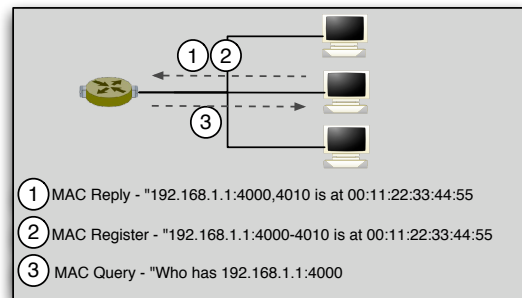 1 2
3
1 MAC Reply - "192.168.1.1:4000,4010 is at 00:11:22:33:44:55
2 MAC Register - "192.168.1.1:4000-4010 is at 00:11:22:33:44:55
3 MAC Query - "Who has 192.168.1.1:4000